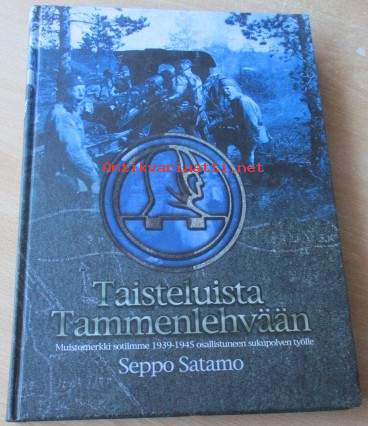 Antikvariaatti.net
Taisteluista
Tammenlehvään
Muistomerkki sotiimme 1939-1945 osallistuneen sukupolven työlle
Seppo Satamo